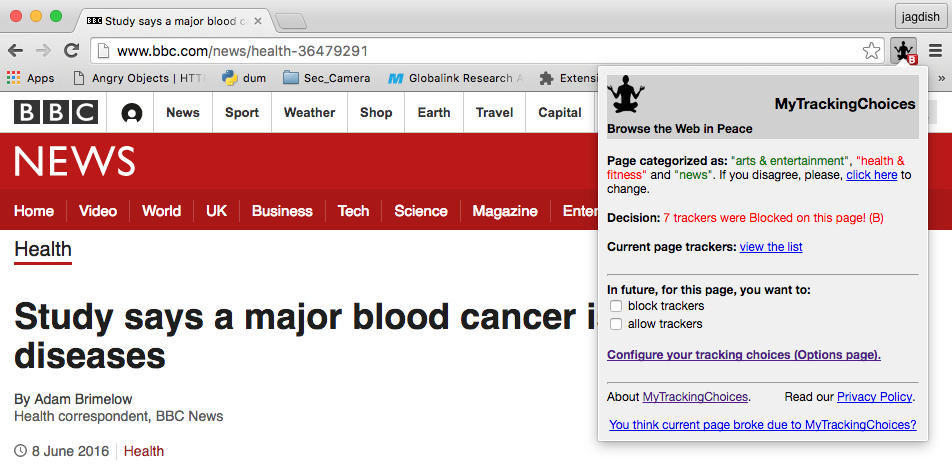 BBC Study says a major blood c
jagdish
www.bbc.com/news/health-36479291
B
Apps Angry Objects | HTT dum Sec_Camera Globalink Research A Extensi »
BBC News Sport Weather Shop Earth Travel Capital
MyTrackingChoices
Browse the Web in Peace
Page categorized as: "arts & entertainment", "health &
fitness" and "news". If you disagree, please, click here to
change.
Decision: 7 trackers were Blocked on this page! (B)
Current page trackers: view the list
In future, for this page, you want to:
block trackers
allow trackers
Configure your tracking choices (Options page).
About MyTrackingChoices. Read our Privacy Policy.
You think current page broke due to MyTrackingChoices?
NEWS
Home Video World UK Business Tech Science Magazine Enter
Health
Study says a major blood cancer i
diseases
By Adam Brimelow
Health correspondent, BBC News
8 June 2016 Health